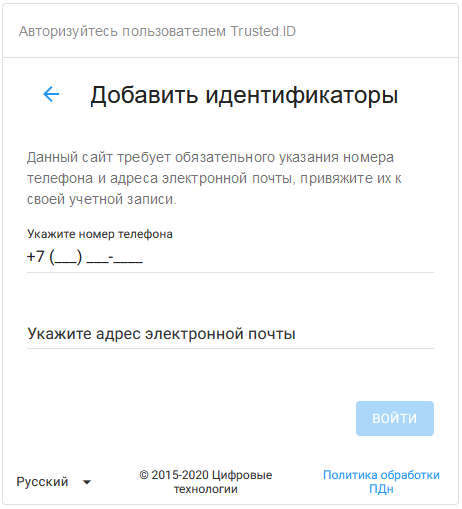 Авторизуйтесь пользователем Trusted.ID
Добавить идентификаторы
Данный сайт требует обязательного указания номера
телефона и адреса электронной почты, привяжите их к
своей учетной записи.
Укажите номер телефона
+7 (___) ___-____
Укажите адрес электронной почты
ВОЙТИ
Русский
© 2015-2020 Цифровые
технологии
Политика обработки
ПДн